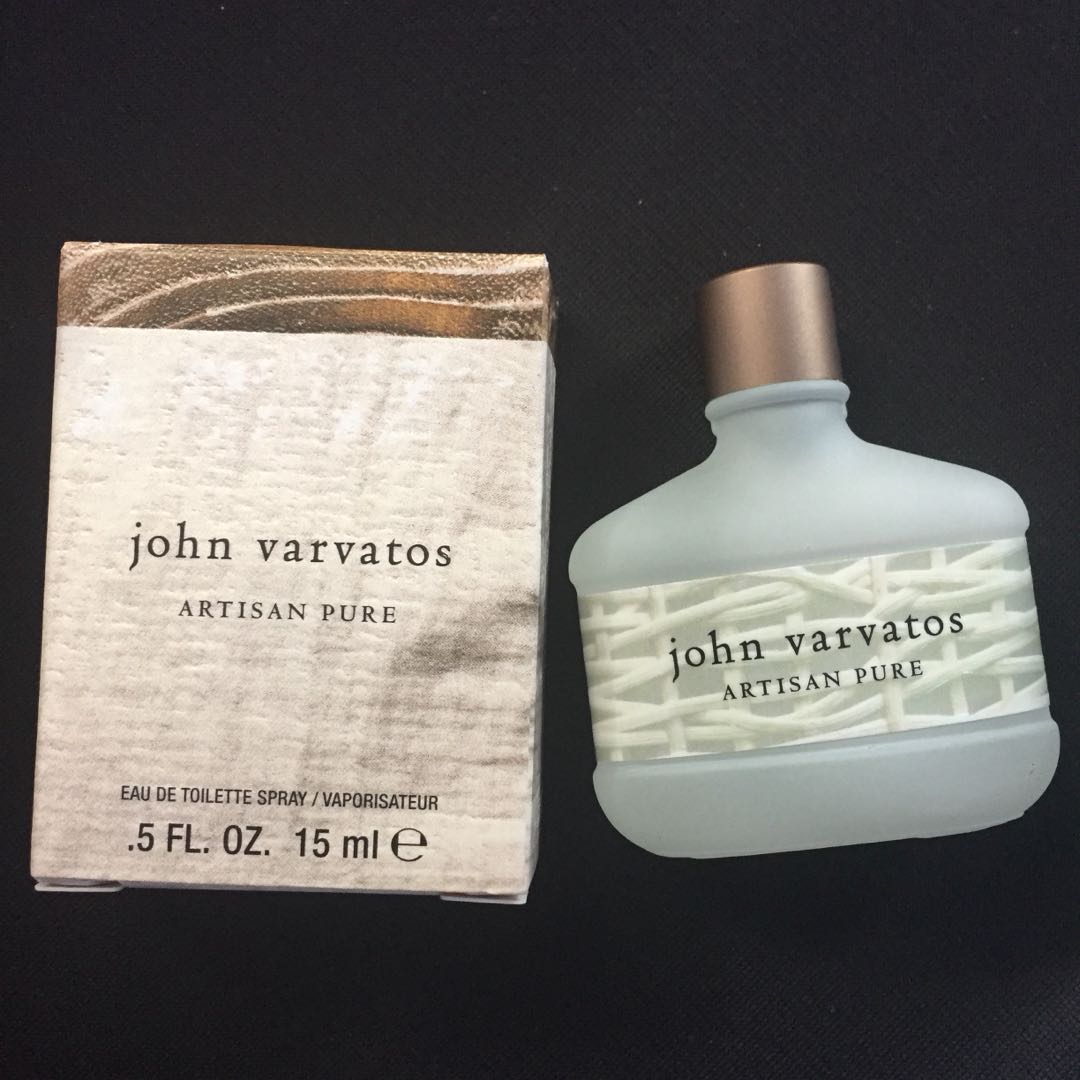 john varvatos
ARTISAN PURE
EAU DE TOILETTE SPRAY / VAPORISATEUR
.5 FL. OZ. 15 ml ℮
john varvatos
ARTISAN PURE